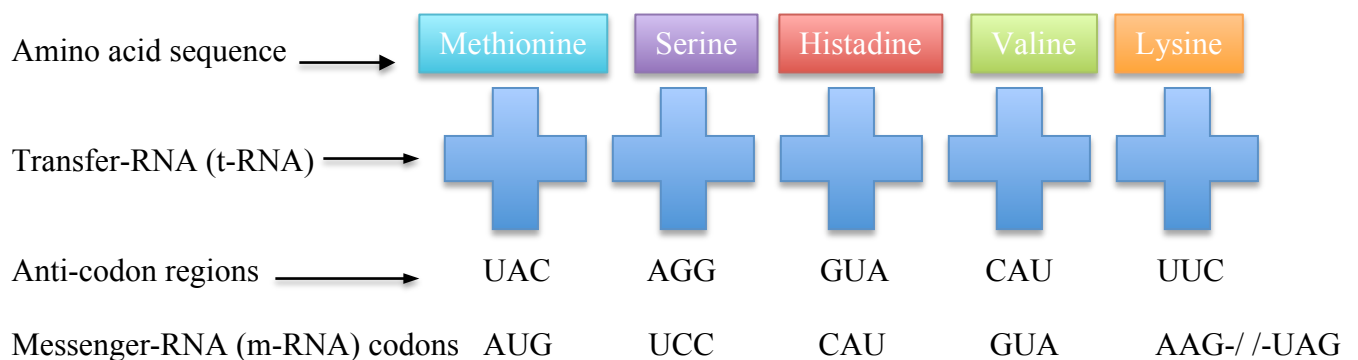 Amino acid sequence Methionine Serine Histadine Valine Lysine
Transfer-RNA (t-RNA)
Anti-codon regions UAC AGG GUA CAU UUC
Messenger-RNA (m-RNA) codons AUG UCC CAU GUA AAG-/ /-UAG